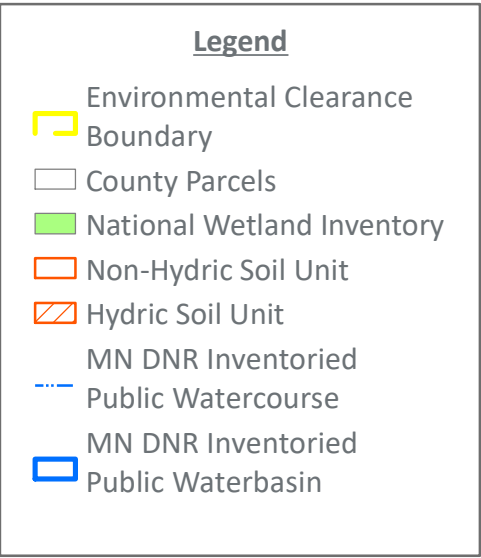 Legend
Environmental Clearance
Boundary
County Parcels
National Wetland Inventory
Non-Hydric Soil Unit
Hydric Soil Unit
MN DNR Inventoried
Public Watercourse
MN DNR Inventoried
Public Waterbasin